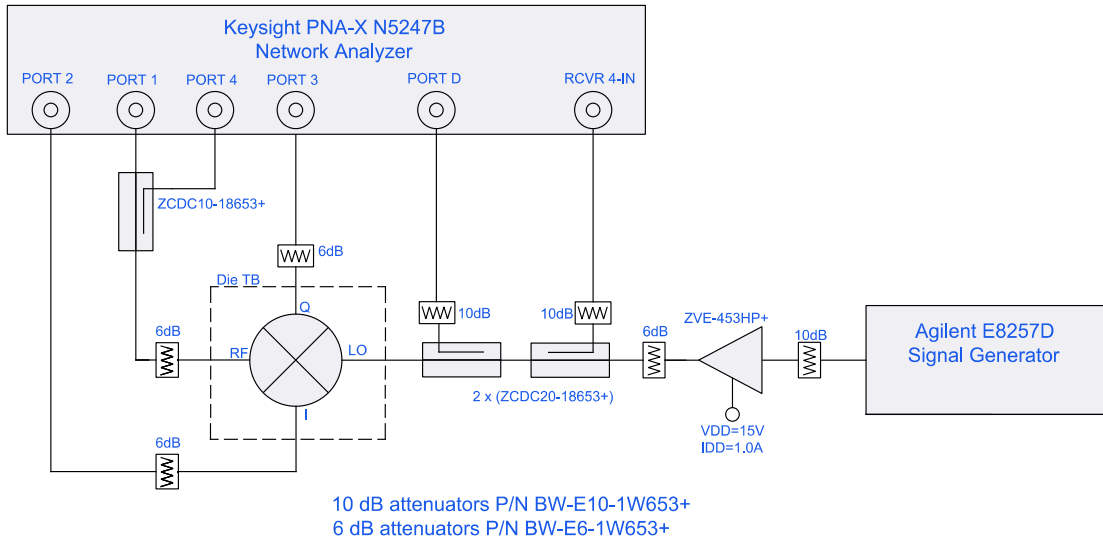 Keysight PNA-X N5247B
Network Analyzer
PORT 2
PORT 1
PORT 4
PORT 3
PORT D
RCVR 4-IN
ZCDC10-18653+
6dB
Die TB
Q
10dB
10dB
ZVE-453HP+
6dB
10dB
Agilent E8257D
Signal Generator
6dB
RF
LO
2 x (ZCDC20-18653+)
I
VDD=15V
IDD=1.0A
6dB
10 dB attenuators P/N BW-E10-1W653+
6 dB attenuators P/N BW-E6-1W653+